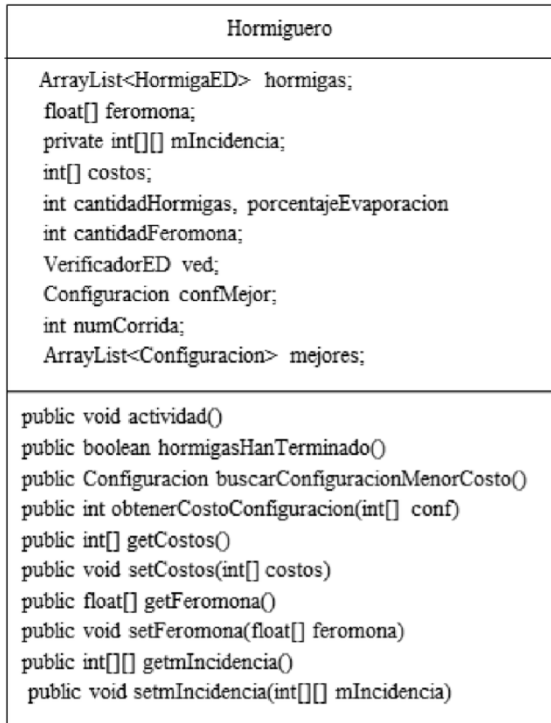 Hormiguero
ArrayList<HormigaED> hormigas;
float[] feromona;
private int[][] mIncidencia;
int[] costos;
int cantidadHormigas, porcentajeEvaporacion
int cantidadFeromona;
VerificadorED ved;
Configuracion confMejor;
int numCorrida;
ArrayList<Configuracion> mejores;
public void actividad()
public boolean hormigasHanTerminado()
public Configuracion buscarConfiguracionMenorCosto()
public int obtenerCostoConfiguracion(int[] conf)
public int[] getCostos()
public void setCostos(int[] costos)
public float[] getFeromona()
public void setFeromona(float[] feromona)
public int[][] getmIncidencia()
public void setmIncidencia(int[][] mIncidencia)